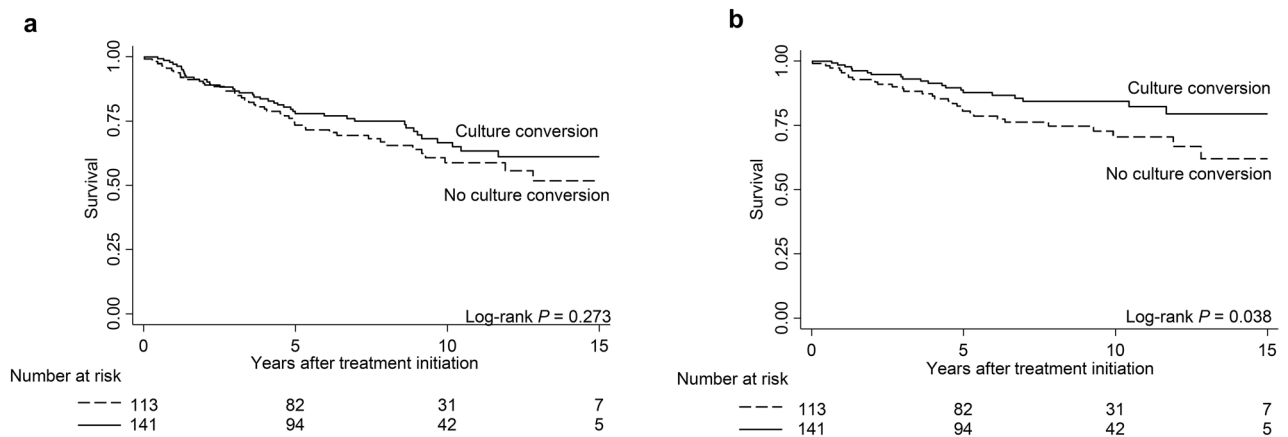 a
Survival
1.00
0.75
0.50
0.25
0.00
Culture conversion
No culture conversion
Log-rank P = 0.273
0 5 10 15
Years after treatment initiation
Number at risk
113 82 31 7
141 94 42 5
b
Survival
1.00
0.75
0.50
0.25
0.00
Culture conversion
No culture conversion
Log-rank P = 0.038
0 5 10 15
Years after treatment initiation
Number at risk
113 82 31 7
141 94 42 5